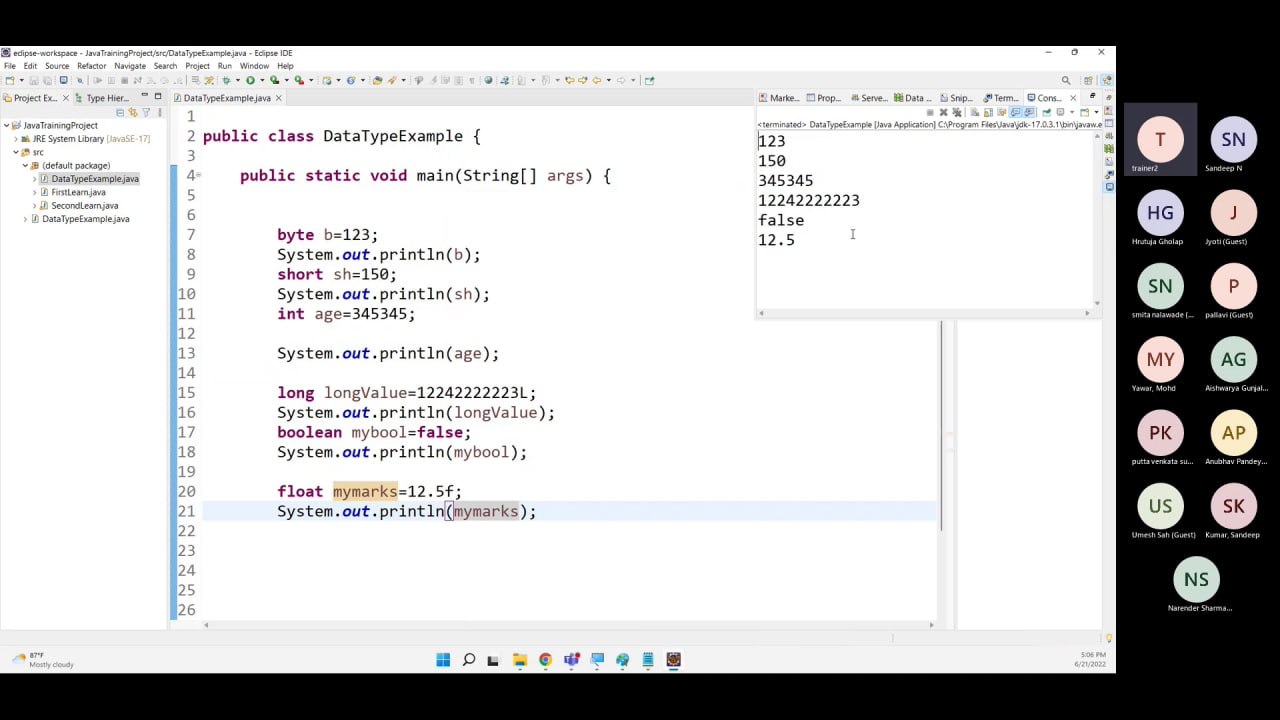 eclipse-workspace - JavaTrainingProject/src/DataTypeExample.java - Eclipse IDE
File Edit Source Refactor Navigate Search Project Run Window Help
Project Ex...
Type Hier...
JavaTrainingProject
JRE System Library [JavaSE-17]
src
(default package)
DataTypeExample.java
FirstLearn.java
SecondLearn.java
DataTypeExample.java
DataTypeExample.java
1
2 public class DataTypeExample {
3
4 public static void main(String[] args) {
5
6
7 byte b=123;
8 System.out.println(b);
9 short sh=150;
10 System.out.println(sh);
11 int age=345345;
12
13 System.out.println(age);
14
15 long longValue=12242222223L;
16 System.out.println(longValue);
17 boolean mybool=false;
18 System.out.println(mybool);
19
20 float mymarks=12.5f;
21 System.out.println(mymarks);
22
23
24
25
26
Marke... Prop... Serve... Data ... Snip... Term... Cons...
<terminated> DataTypeExample [Java Application] C:\Program Files\Java\jdk-17.0.3.1\bin\javaw.e
123
150
345345
12242222223
false
12.5
T
trainer2
SN
Sandeep N
HG
Hrutuja Gholap
J
Jyoti (Guest)
SN
smita nalawade (...
P
pallavi (Guest)
MY
Yawar, Mohd
AG
Aishwarya Gunjal...
PK
putta venkata su...
AP
Anubhav Pandey...
US
Umesh Sah (Guest)
SK
Kumar, Sandeep
NS
Narender Sharma...
87°F
Mostly cloudy
5:06 PM
6/21/2022